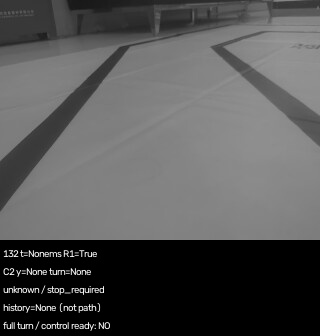 132 t=Nonems R1=True
C2 y=None turn=None
unknown / stop_required
history=None (not path)
full turn / control ready: NO